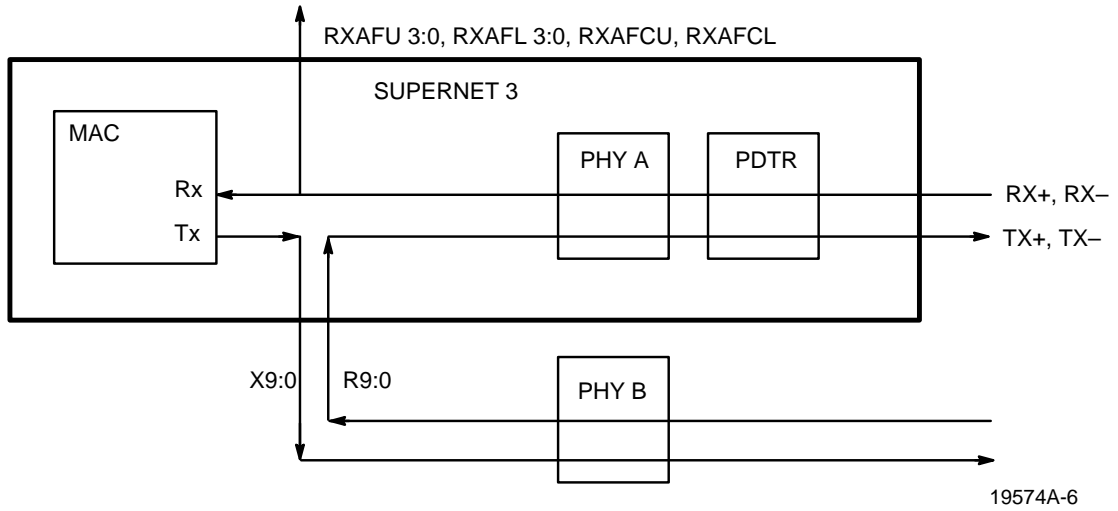 RXAFU 3:0, RXAFL 3:0, RXAFCU, RXAFCL
SUPERNET 3
MAC
PHY A
PDTR
Rx
RX+, RX–
Tx
TX+, TX–
X9:0
R9:0
PHY B
19574A-6